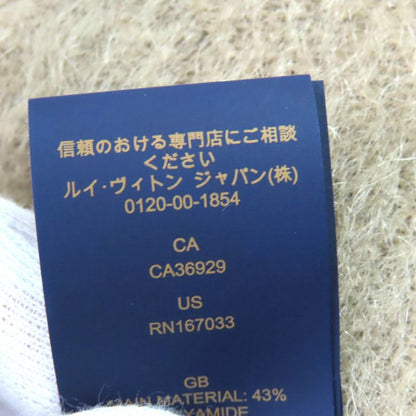 信頼のおける専門店にご相談
ください
ルイ·ヴィトン ジャパン(株)
0120-00-1854
CA
CA36929
US
RN167033
GB
MAIN MATERIAL: 43%